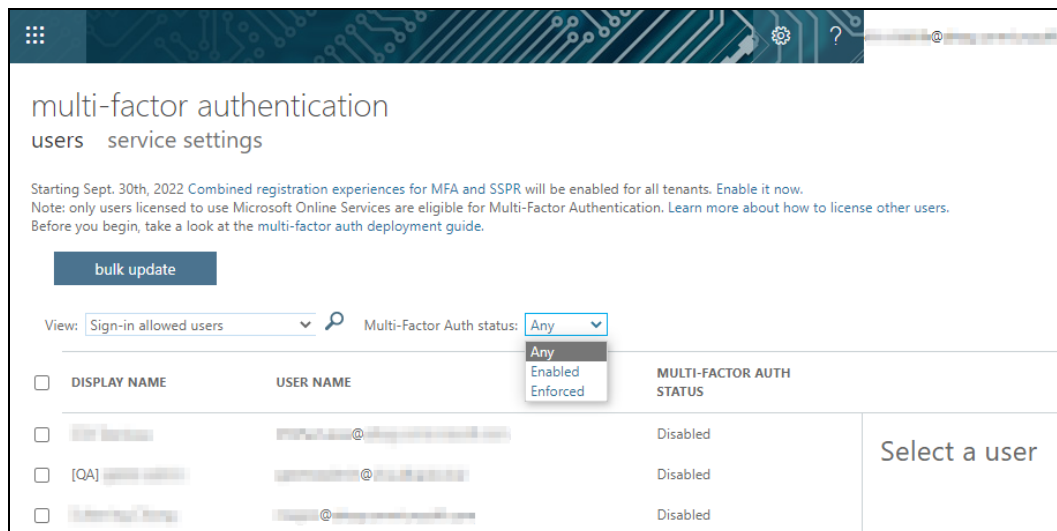 ?
@
multi-factor authentication
users service settings
Starting Sept. 30th, 2022 Combined registration experiences for MFA and SSPR will be enabled for all tenants. Enable it now.
Note: only users licensed to use Microsoft Online Services are eligible for Multi-Factor Authentication. Learn more about how to license other users.
Before you begin, take a look at the multi-factor auth deployment guide.
bulk update
View: Sign-in allowed users Multi-Factor Auth status: Any
Any
Enabled
Enforced
DISPLAY NAME USER NAME MULTI-FACTOR AUTH
STATUS
@ Disabled
Select a user
[QA] @ Disabled
@ Disabled